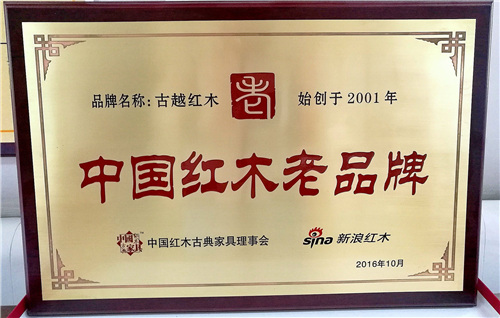 品牌名称：古越红木 老 始创于2001年
中国红木老品牌
中国红木古典家具理事会 sina 新浪红木
2016年10月